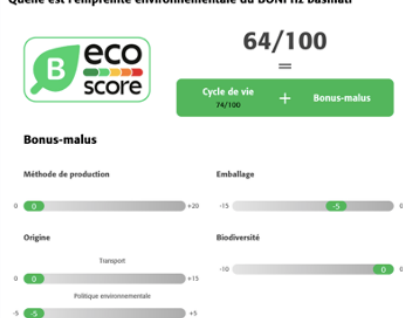 Quelle est l'empreinte environnementale du BONI riz basmati
B eco score
64/100
=
Cycle de vie + Bonus-malus
74/100
Bonus-malus
Méthode de production
Emballage
0 0 +20
-15 -5 0
Origine
Biodiversité
Transport
-10 0 0
0 0 +15
Politique environnementale
-5 -5 +5